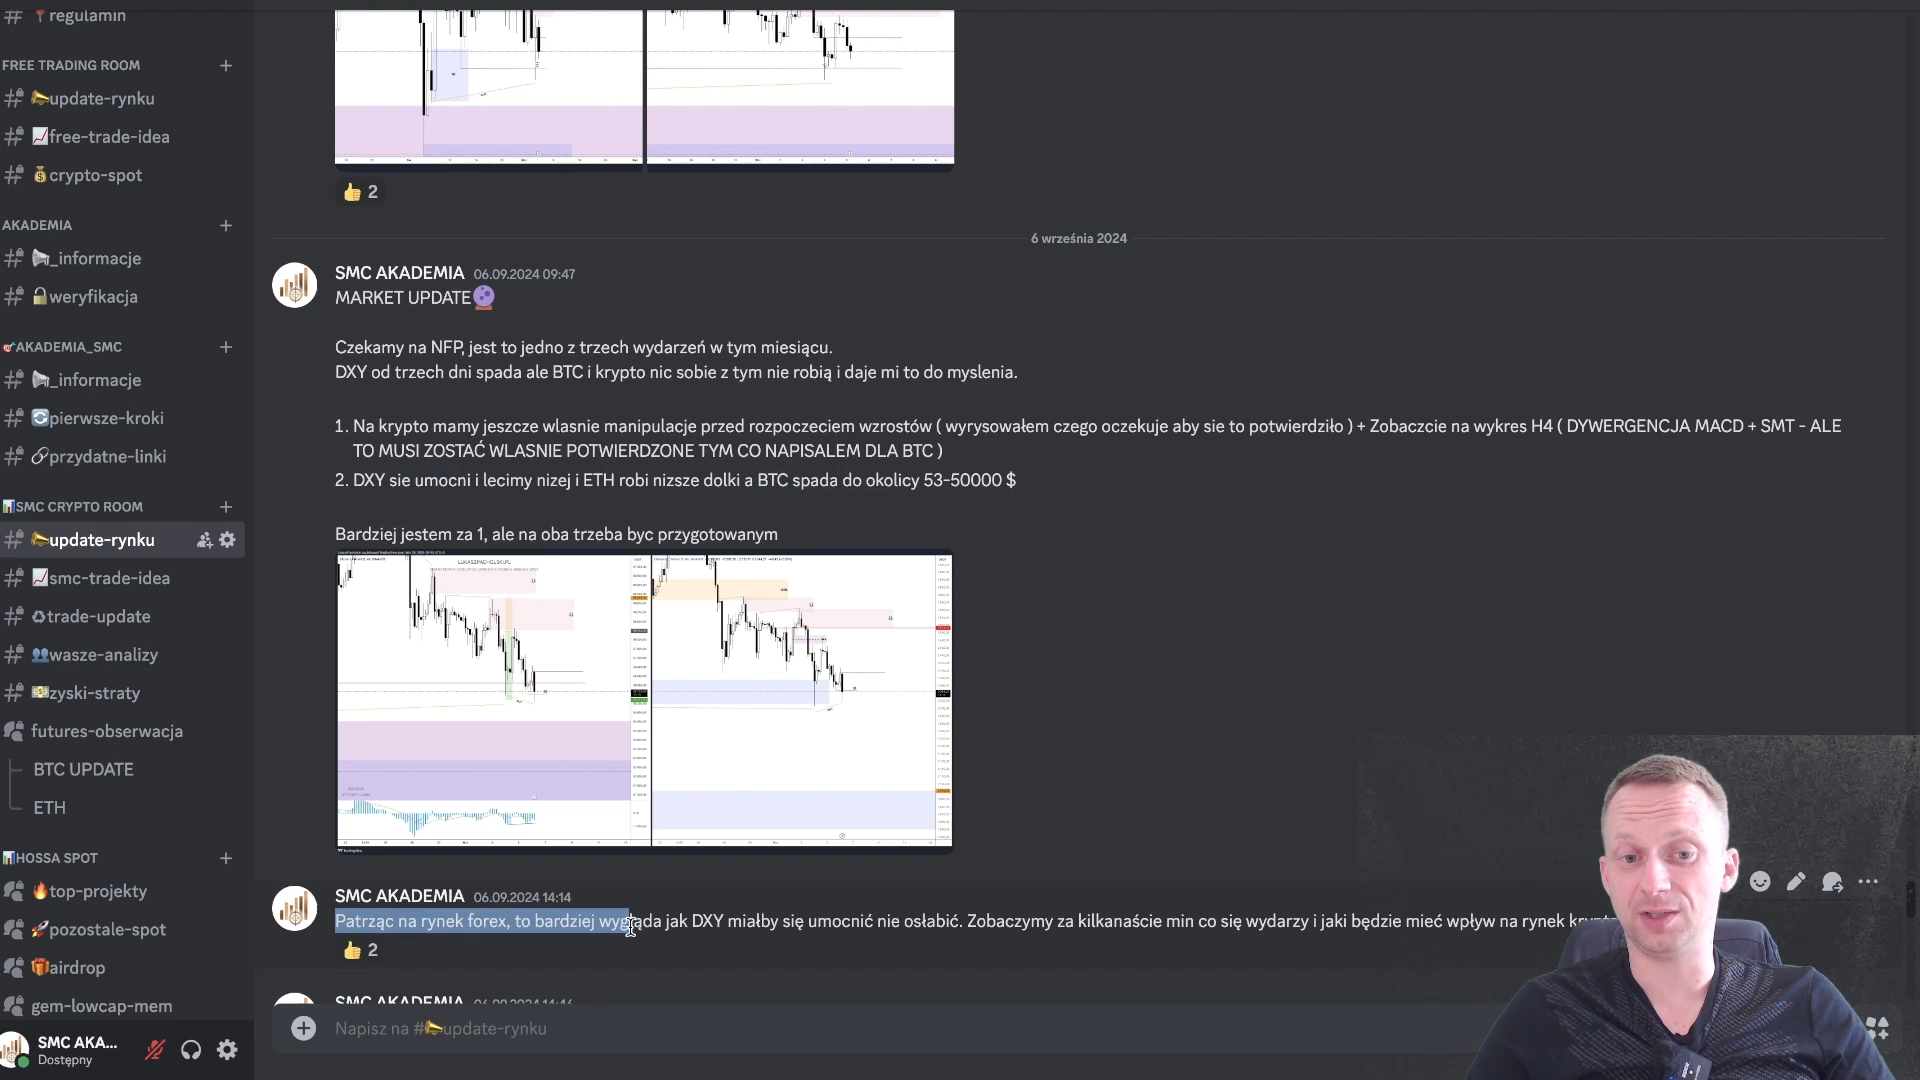 regulamin
FREE TRADING ROOM
update-rynku
free-trade-idea
crypto-spot
AKADEMIA
_informacje
weryfikacja
AKADEMIA_SMC
_informacje
pierwsze-kroki
przydatne-linki
SMC CRYPTO ROOM
update-rynku
smc-trade-idea
trade-update
wasze-analizy
zyski-straty
futures-obserwacja
BTC UPDATE
ETH
HOSSA SPOT
top-projekty
pozostale-spot
airdrop
gem-lowcap-mem
SMC AKA...
Dostępny
2
6 września 2024
SMC AKADEMIA 06.09.2024 09:47
MARKET UPDATE
Czekamy na NFP, jest to jedno z trzech wydarzeń w tym miesiącu.
DXY od trzech dni spada ale BTC i krypto nic sobie z tym nie robią i daje mi to do myslenia.
1. Na krypto mamy jeszcze wlasnie manipulacje przed rozpoczeciem wzrostów ( wyrysowałem czego oczekuje aby sie to potwierdziło ) + Zobaczcie na wykres H4 ( DYWERGENCJA MACD + SMT - ALE
TO MUSI ZOSTAĆ WLASNIE POTWIERDZONE TYM CO NAPISALEM DLA BTC )
2. DXY sie umocni i lecimy nizej i ETH robi nizsze dolki a BTC spada do okolicy 53-50000 $
Bardziej jestem za 1, ale na oba trzeba byc przygotowanym
LUKASZPACHOLSKI.PL
SMC AKADEMIA 06.09.2024 14:14
Patrząc na rynek forex, to bardziej wygląda jak DXY miałby się umocnić nie osłabić. Zobaczymy za kilkanaście min co się wydarzy i jaki będzie mieć wpływ na rynek
2
SMC AKADEMIA
Napisz na #update-rynku